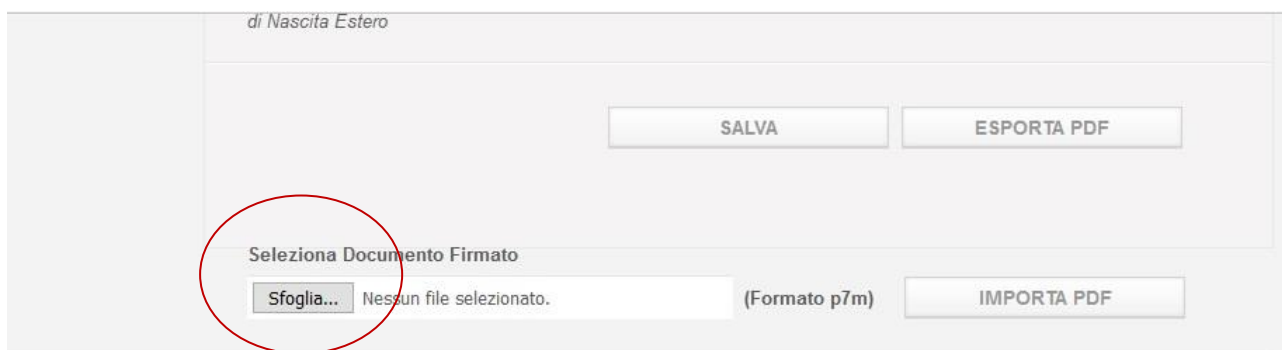 di Nascita Estero
SALVA ESPORTA PDF
Seleziona Documento Firmato
Sfoglia... Nessun file selezionato. (Formato p7m) IMPORTA PDF